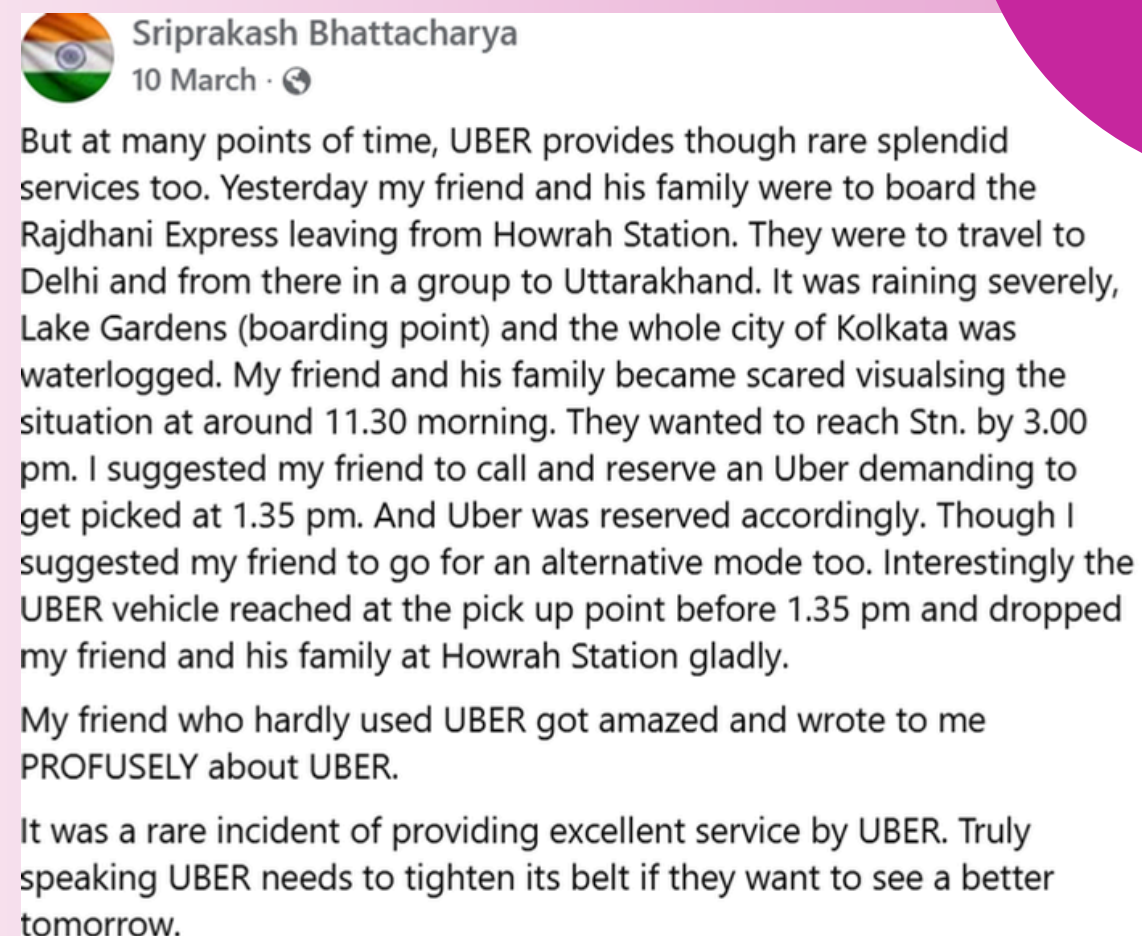 Sriprakash Bhattacharya
10 March ·
But at many points of time, UBER provides though rare splendid
services too. Yesterday my friend and his family were to board the
Rajdhani Express leaving from Howrah Station. They were to travel to
Delhi and from there in a group to Uttarakhand. It was raining severely,
Lake Gardens (boarding point) and the whole city of Kolkata was
waterlogged. My friend and his family became scared visualsing the
situation at around 11.30 morning. They wanted to reach Stn. by 3.00
pm. I suggested my friend to call and reserve an Uber demanding to
get picked at 1.35 pm. And Uber was reserved accordingly. Though I
suggested my friend to go for an alternative mode too. Interestingly the
UBER vehicle reached at the pick up point before 1.35 pm and dropped
my friend and his family at Howrah Station gladly.
My friend who hardly used UBER got amazed and wrote to me
PROFUSELY about UBER.
It was a rare incident of providing excellent service by UBER. Truly
speaking UBER needs to tighten its belt if they want to see a better
tomorrow.